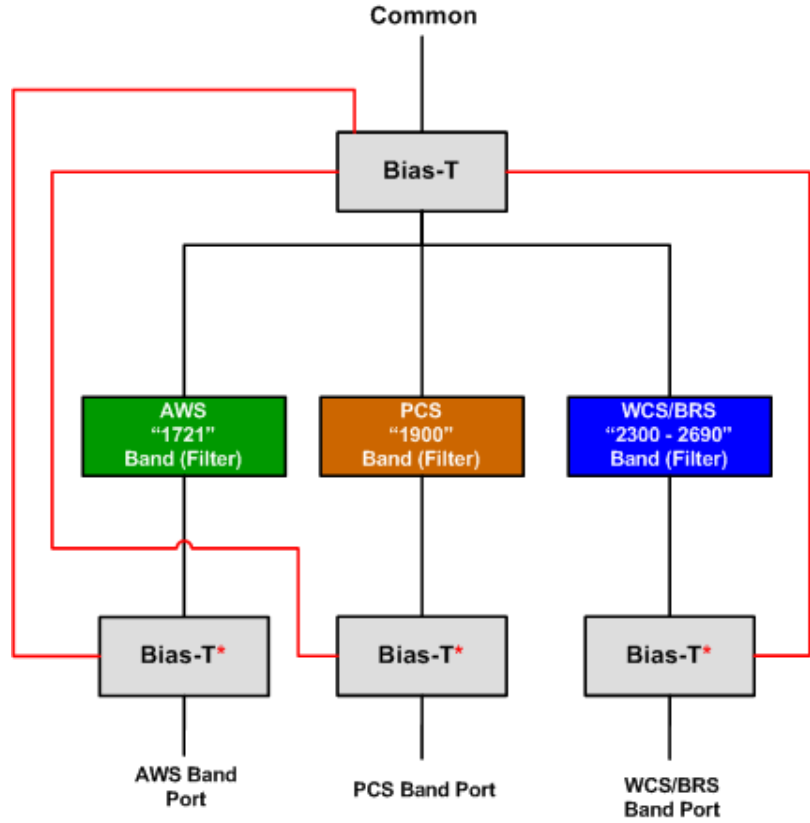 Common
Bias-T
AWS
“1721”
Band (Filter)
PCS
“1900”
Band (Filter)
WCS/BRS
“2300 - 2690”
Band (Filter)
Bias-T*
Bias-T*
Bias-T*
AWS Band
Port
PCS Band Port
WCS/BRS
Band Port